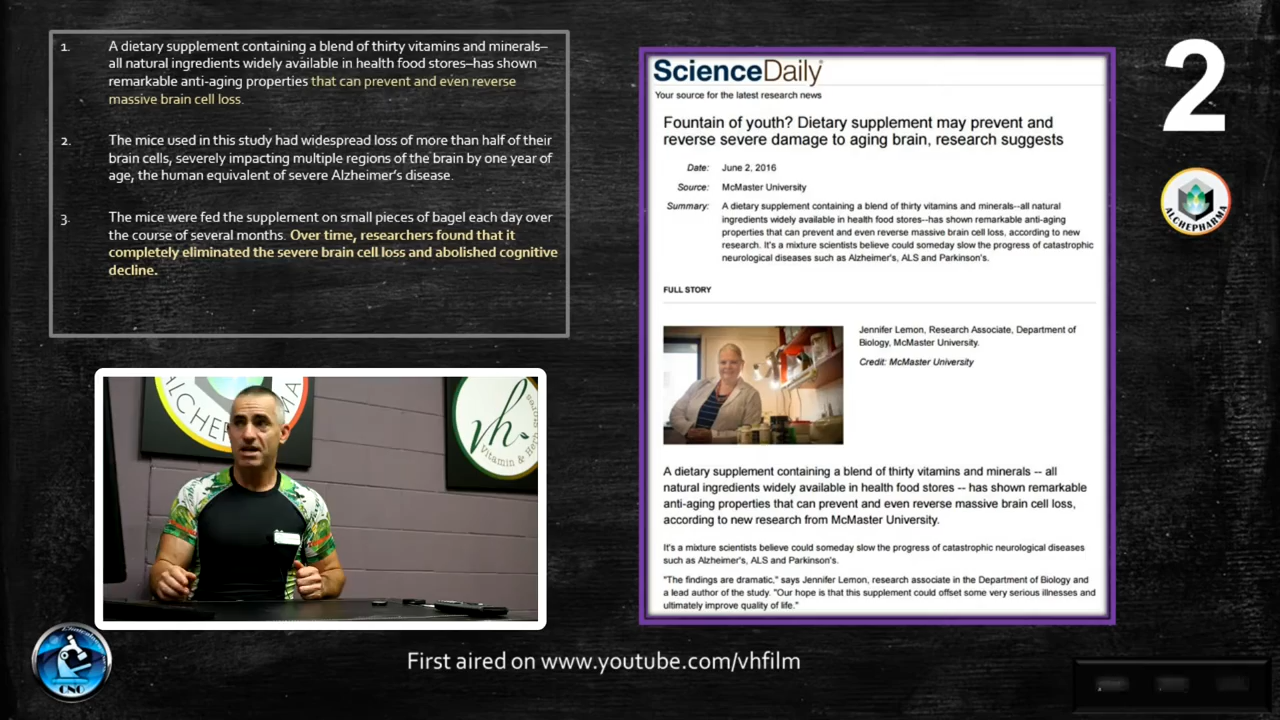 1. A dietary supplement containing a blend of thirty vitamins and minerals–
all natural ingredients widely available in health food stores–has shown
remarkable anti-aging properties that can prevent and even reverse
massive brain cell loss.
2. The mice used in this study had widespread loss of more than half of their
brain cells, severely impacting multiple regions of the brain by one year of
age, the human equivalent of severe Alzheimer's disease.
3. The mice were fed the supplement on small pieces of bagel each day over
the course of several months. Over time, researchers found that it
completely eliminated the severe brain cell loss and abolished cognitive
decline.
ScienceDaily
Your source for the latest research news
Fountain of youth? Dietary supplement may prevent and
reverse severe damage to aging brain, research suggests
Date: June 2, 2016
Source: McMaster University
Summary: A dietary supplement containing a blend of thirty vitamins and minerals--all natural
ingredients widely available in health food stores--has shown remarkable anti-aging
properties that can prevent and even reverse massive brain cell loss, according to new
research. It's a mixture scientists believe could someday slow the progress of catastrophic
neurological diseases such as Alzheimer's, ALS and Parkinson's.
FULL STORY
Jennifer Lemon, Research Associate, Department of
Biology, McMaster University.
Credit: McMaster University
A dietary supplement containing a blend of thirty vitamins and minerals -- all
natural ingredients widely available in health food stores -- has shown remarkable
anti-aging properties that can prevent and even reverse massive brain cell loss,
according to new research from McMaster University.
It's a mixture scientists believe could someday slow the progress of catastrophic neurological diseases
such as Alzheimer's, ALS and Parkinson's.
"The findings are dramatic," says Jennifer Lemon, research associate in the Department of Biology and
a lead author of the study. "Our hope is that this supplement could offset some very serious illnesses and
ultimately improve quality of life."
2
ALCHEPHARMA
ALCHER MA
vh
Vitamin & Herb Stores
CNC
First aired on www.youtube.com/vhfilm